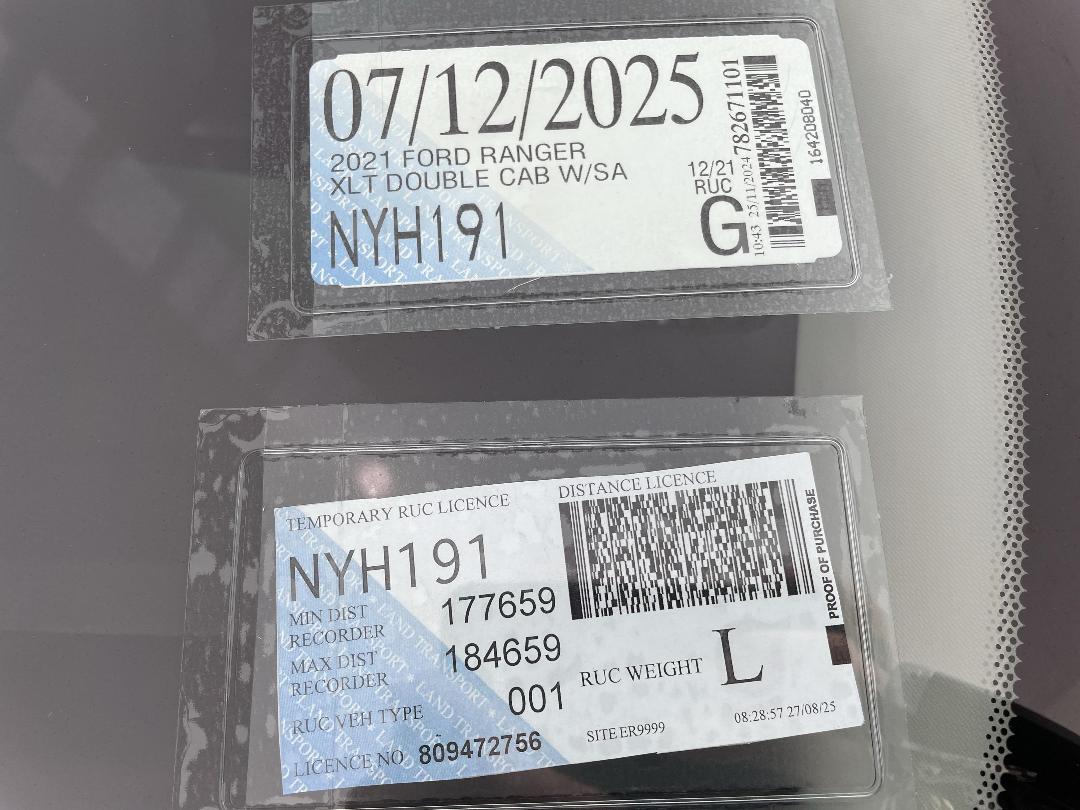 07/12/2025
2021 FORD RANGER
XLT DOUBLE CAB W/SA
NYH191
12/21
RUC
G
10:43 25/11/2024
782671101
164208040
TEMPORARY RUC LICENCE
DISTANCE LICENCE
NYH191
MIN DIST
RECORDER
177659
MAX DIST
RECORDER
184659
RUC VEH TYPE
001
LICENCE NO
809472756
RUC WEIGHT
L
SITE ER9999
08:28:57 27/08/25
PROOF OF PURCHASE